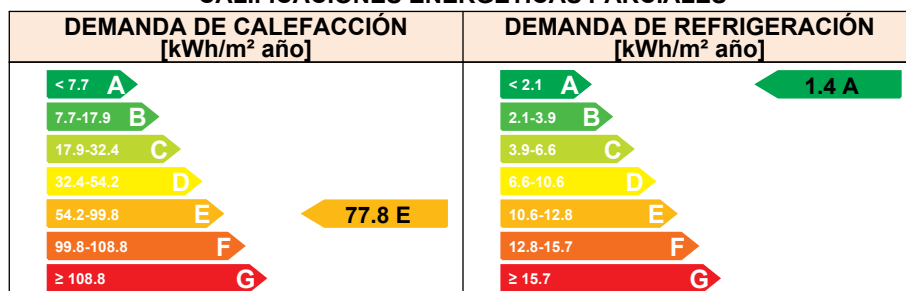 CALIFICACIONES ENERGÉTICAS PARCIALES
DEMANDA DE CALEFACCIÓN
[kWh/m² año]
DEMANDA DE REFRIGERACIÓN
[kWh/m² año]
< 7.7 A
7.7-17.9 B
17.9-32.4 C
32.4-54.2 D
54.2-99.8 E
77.8 E
99.8-108.8 F
≥ 108.8 G
< 2.1 A
1.4 A
2.1-3.9 B
3.9-6.6 C
6.6-10.6 D
10.6-12.8 E
12.8-15.7 F
≥ 15.7 G